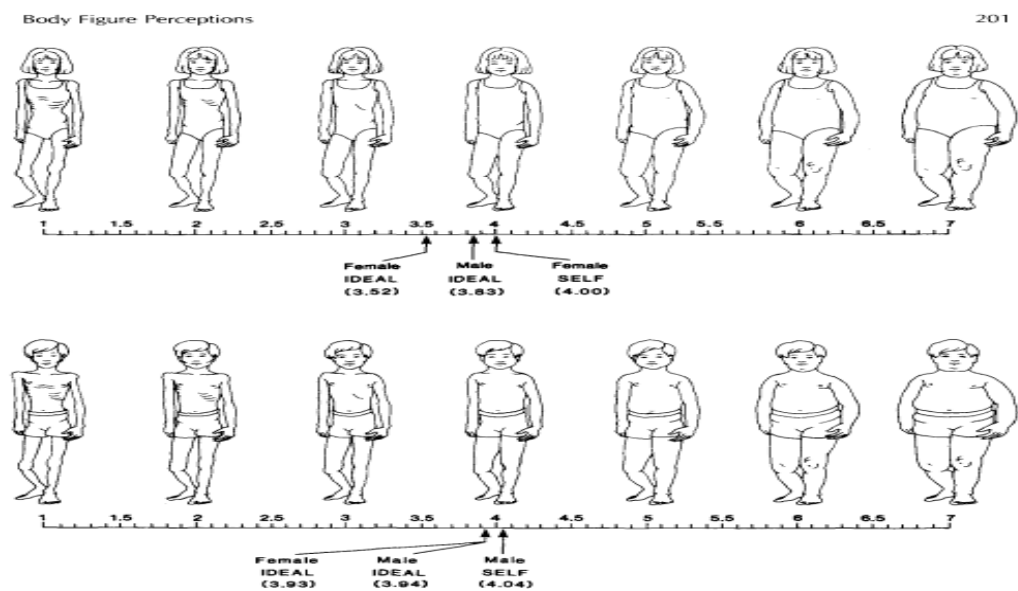 Body Figure Perceptions 201
1 1.5 2 2.5 3 3.5 4 4.5 5 5.5 6 6.5 7
Female Male Female
IDEAL IDEAL SELF
(3.52) (3.83) (4.00)
1 1.5 2 2.5 3 3.5 4 4.5 5 5.5 6 6.5 7
Female Male Male
IDEAL IDEAL SELF
(3.93) (3.94) (4.04)